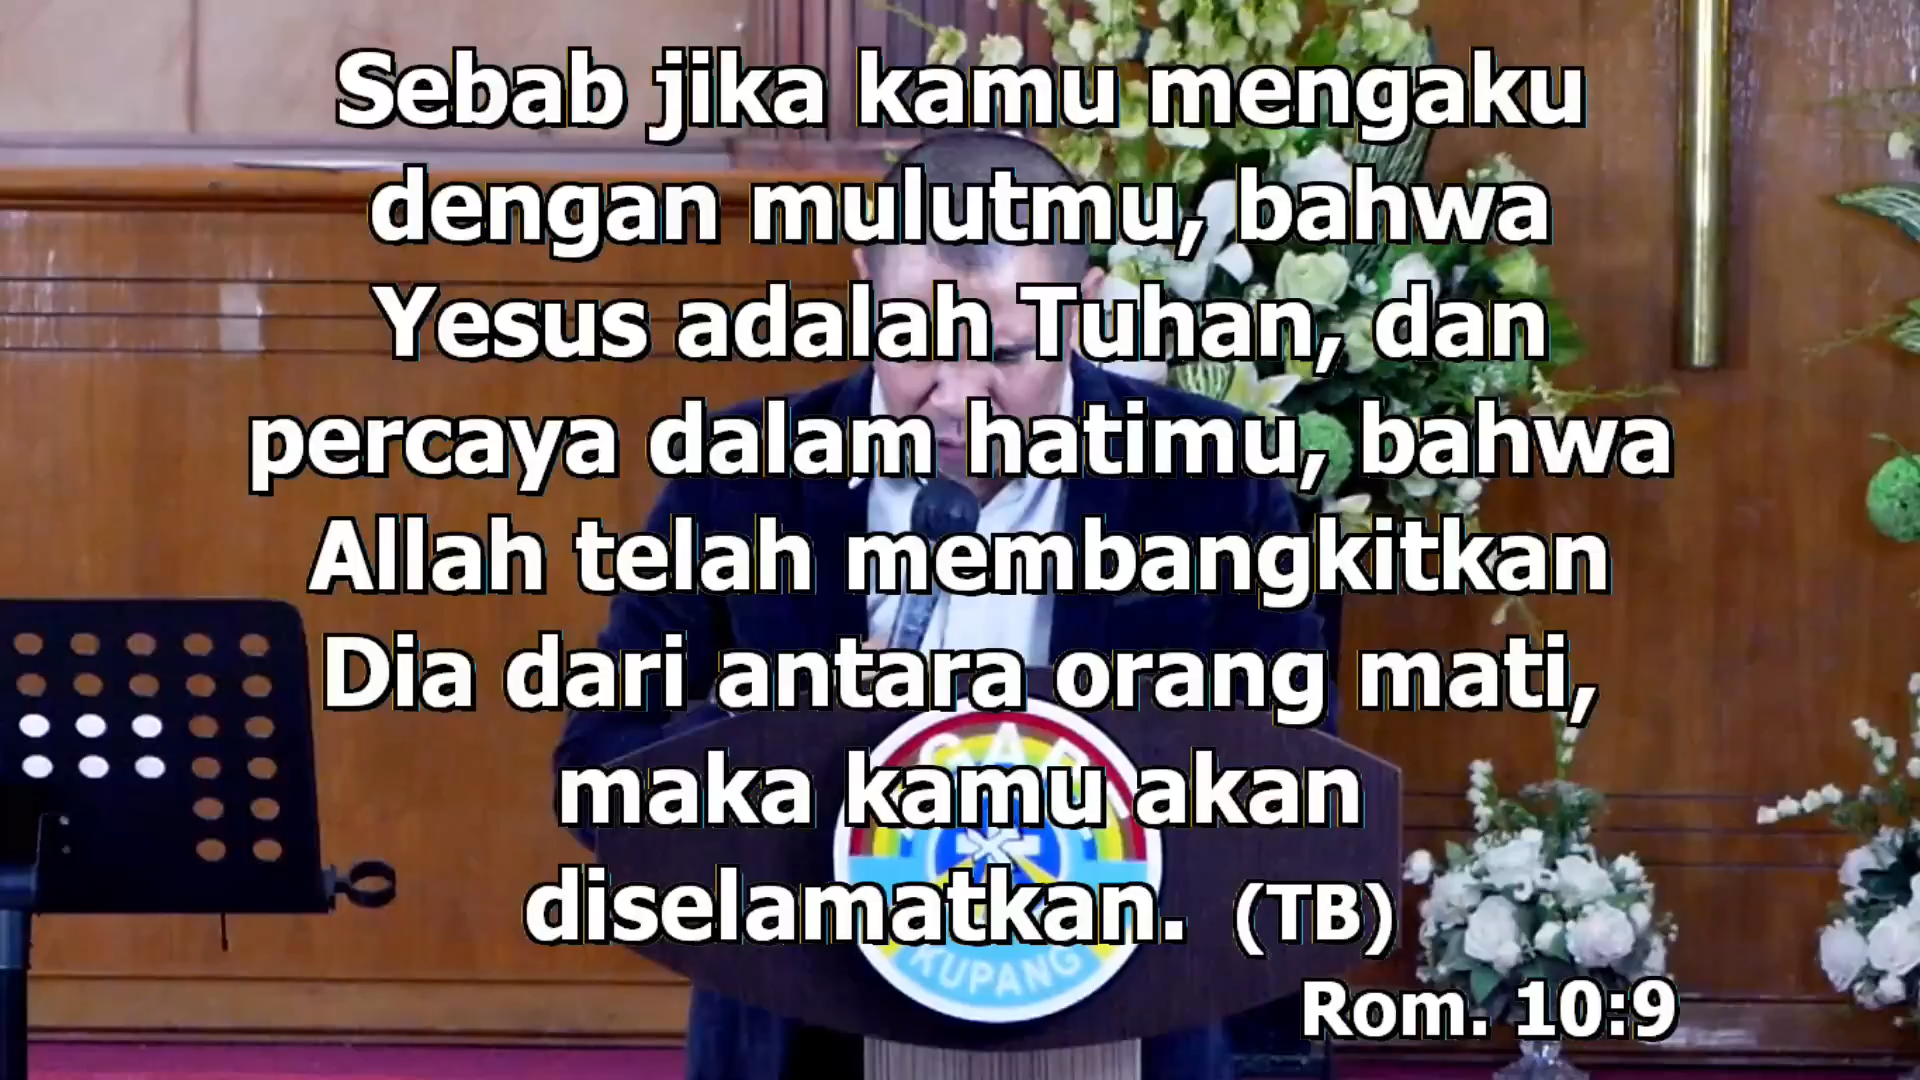 Sebab jika kamu mengaku
dengan mulutmu, bahwa
Yesus adalah Tuhan, dan
percaya dalam hatimu, bahwa
Allah telah membangkitkan
Dia dari antara orang mati,
maka kamu akan
diselamatkan. (TB)
Rom. 10:9
KUPANG